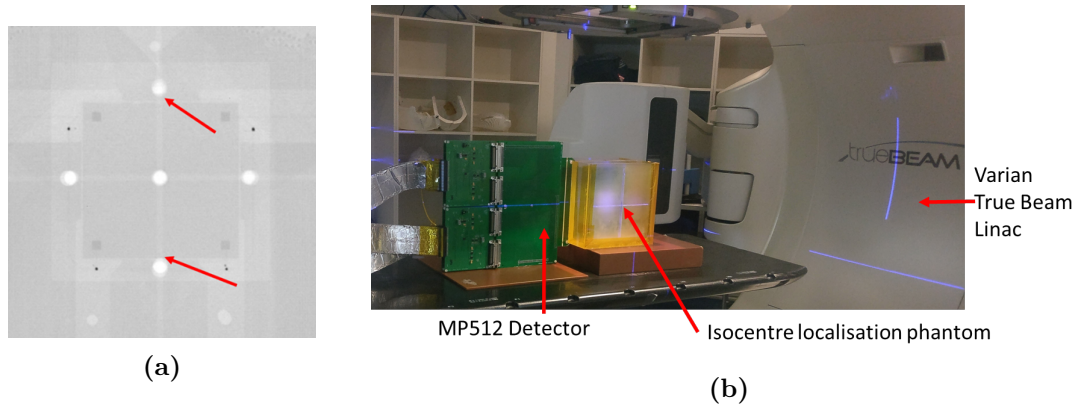 trueBEAM
Varian
True Beam
Linac
MP512 Detector
Isocentre localisation phantom
(a)
(b)